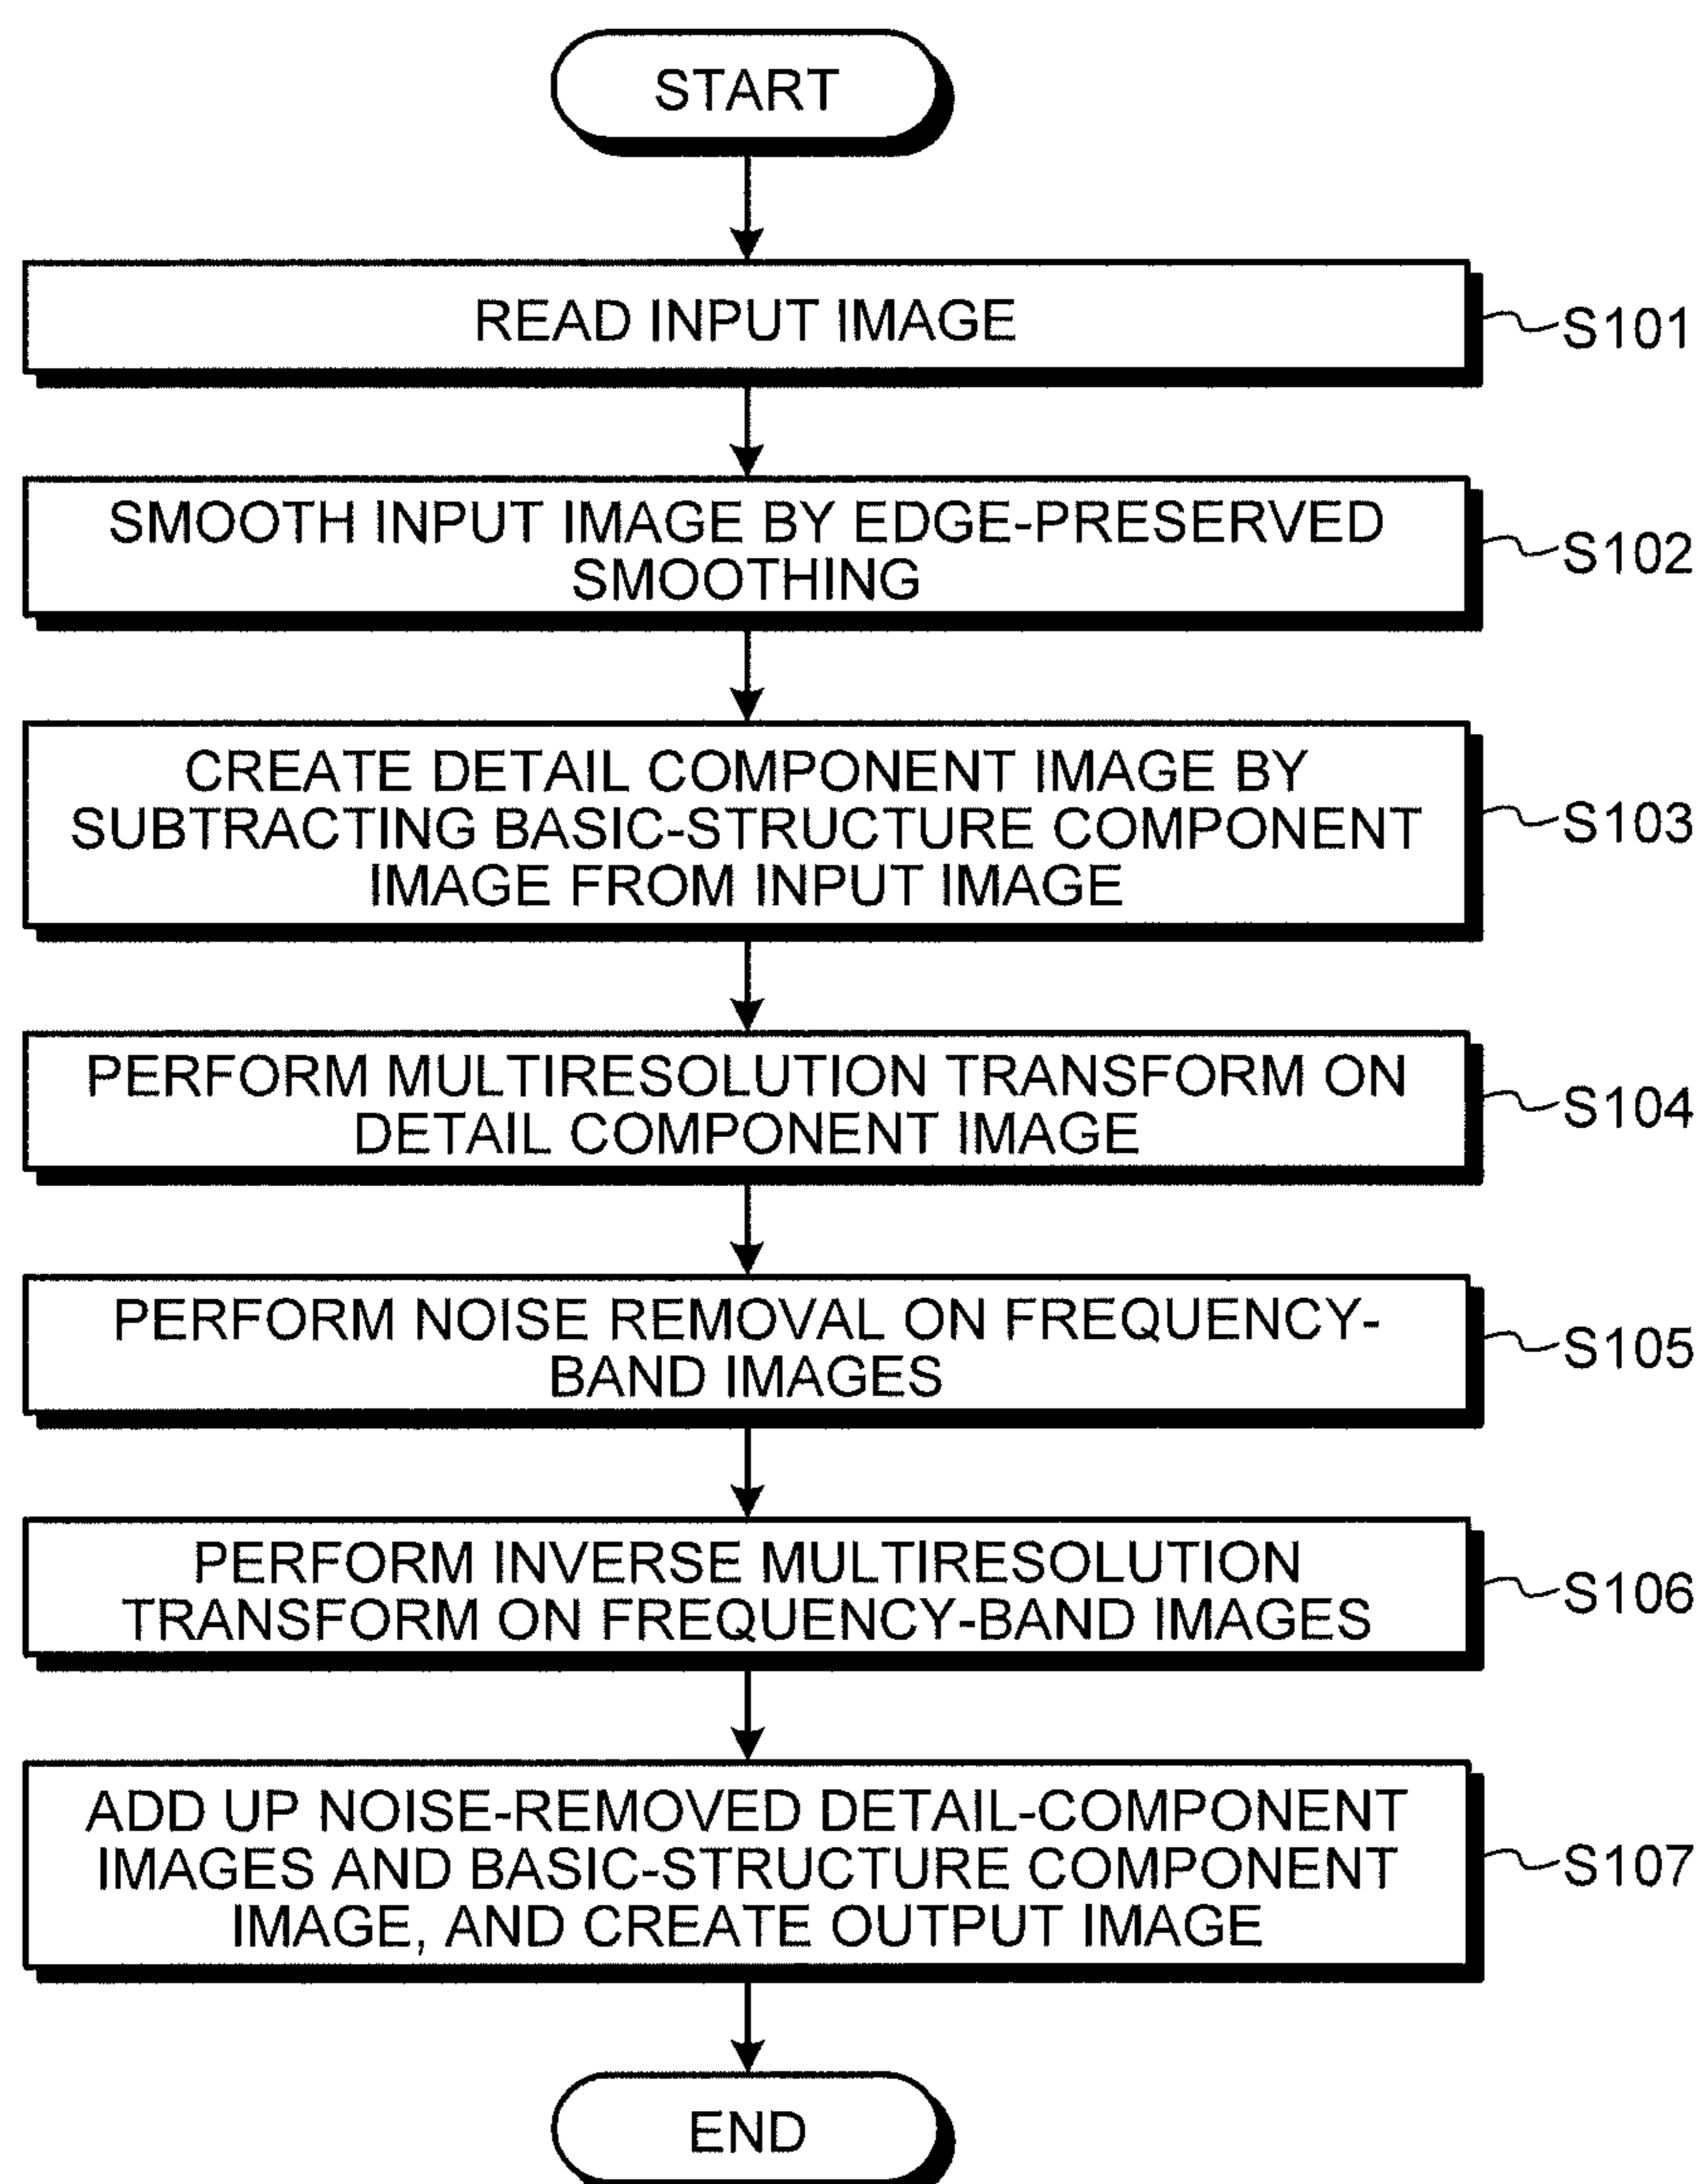 START
READ INPUT IMAGE
S101
SMOOTH INPUT IMAGE BY EDGE-PRESERVED
SMOOTHING
S102
CREATE DETAIL COMPONENT IMAGE BY
SUBTRACTING BASIC-STRUCTURE COMPONENT
IMAGE FROM INPUT IMAGE
S103
PERFORM MULTIRESOLUTION TRANSFORM ON
DETAIL COMPONENT IMAGE
S104
PERFORM NOISE REMOVAL ON FREQUENCY-
BAND IMAGES
S105
PERFORM INVERSE MULTIRESOLUTION
TRANSFORM ON FREQUENCY-BAND IMAGES
S106
ADD UP NOISE-REMOVED DETAIL-COMPONENT
IMAGES AND BASIC-STRUCTURE COMPONENT
IMAGE, AND CREATE OUTPUT IMAGE
S107
END